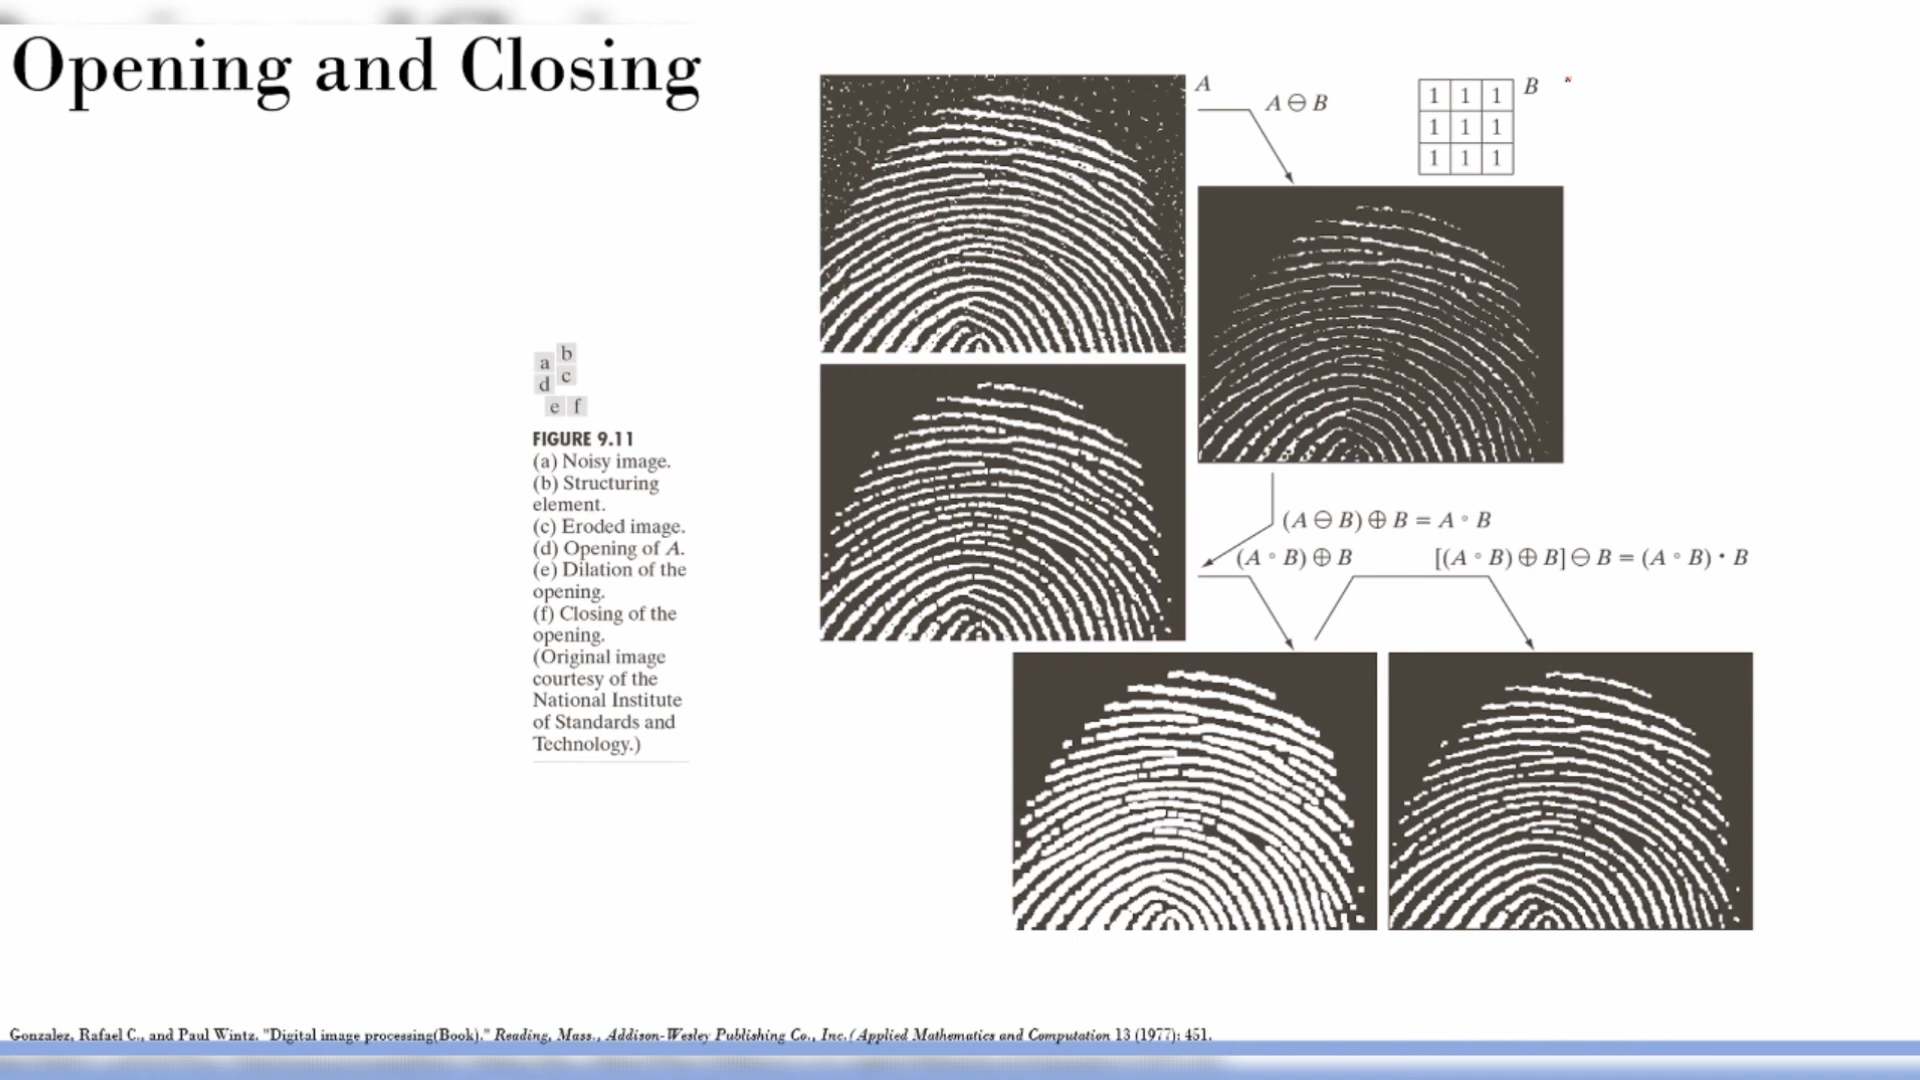 Opening and Closing
A
A ⊖ B
1 1 1
1 1 1
1 1 1
B
(A ⊖ B) ⊕ B = A ∘ B
(A ∘ B) ⊕ B
[(A ∘ B) ⊕ B] ⊖ B = (A ∘ B) • B
a b
d c
e f
FIGURE 9.11
(a) Noisy image.
(b) Structuring
element.
(c) Eroded image.
(d) Opening of A.
(e) Dilation of the
opening.
(f) Closing of the
opening.
(Original image
courtesy of the
National Institute
of Standards and
Technology.)
Gonzalez, Rafael C., and Paul Wintz. "Digital image processing(Book)." Reading, Mass., Addison-Wesley Publishing Co., Inc.(Applied Mathematics and Computation 13 (1977): 451.